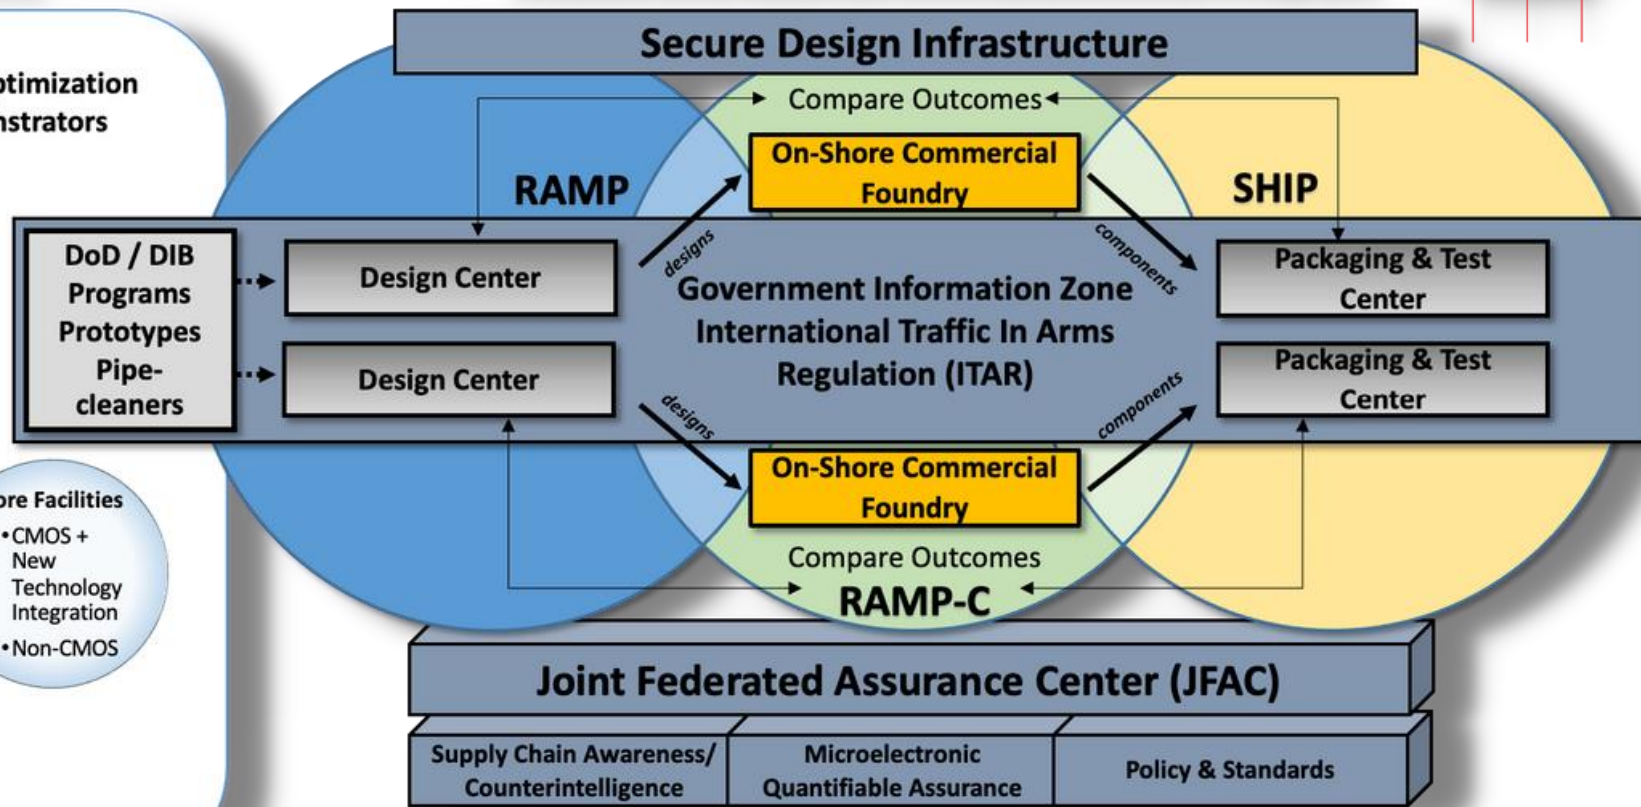 Secure Design Infrastructure
Compare Outcomes
On-Shore Commercial
Foundry
RAMP
SHIP
designs
components
DoD / DIB
Programs
Prototypes
Pipe-
cleaners
Design Center
Design Center
Government Information Zone
International Traffic In Arms
Regulation (ITAR)
Packaging & Test
Center
Packaging & Test
Center
designs
components
On-Shore Commercial
Foundry
Compare Outcomes
RAMP-C
Facilities
•CMOS +
New
Technology
Integration
•Non-CMOS
Joint Federated Assurance Center (JFAC)
Supply Chain Awareness/
Counterintelligence
Microelectronic
Quantifiable Assurance
Policy & Standards